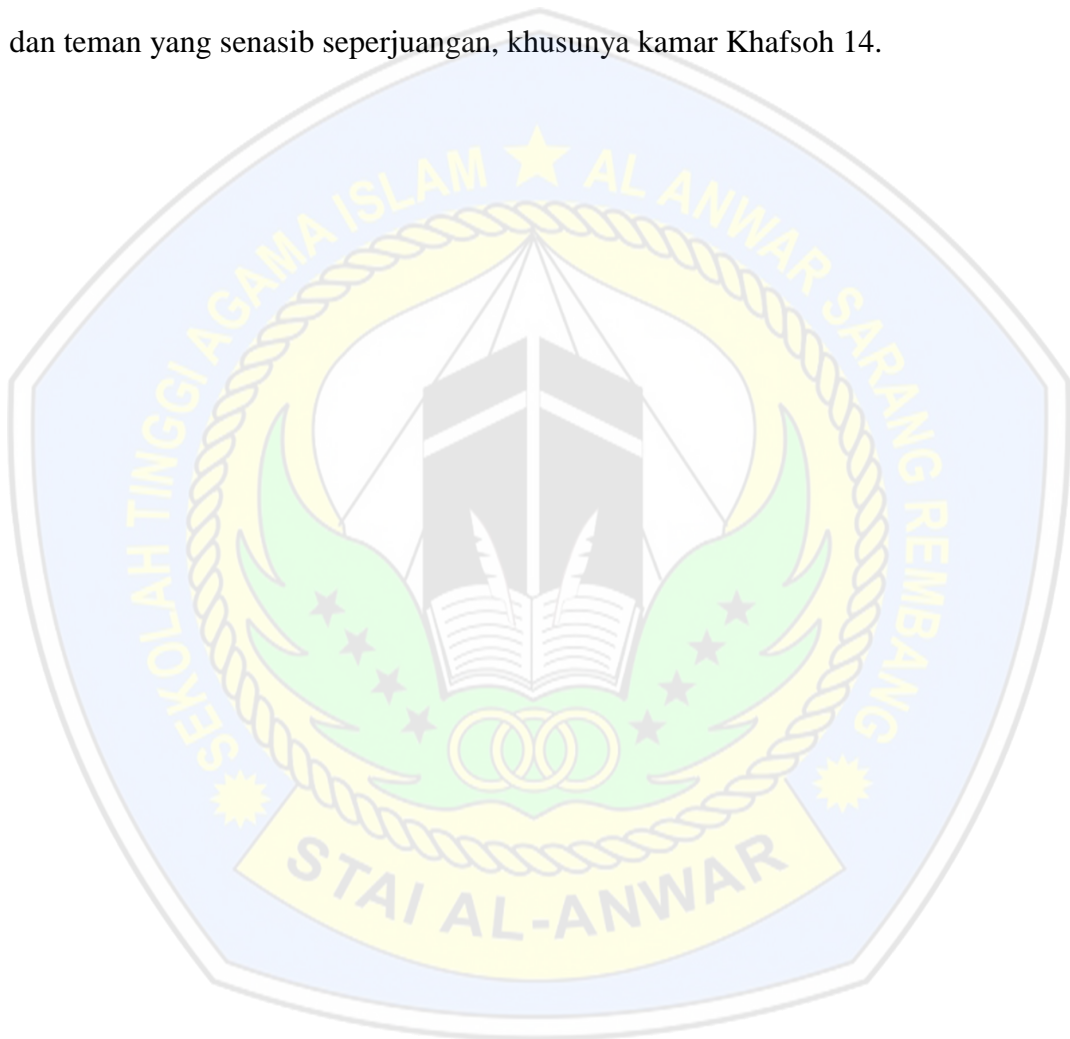 dan teman yang senasib seperjuangan, khusunya kamar Khafsoh 14.
SEKOLAH TINGGI AGAMA ISLAM AL ANWAR SARANG REMBANG
STAI AL-ANWAR